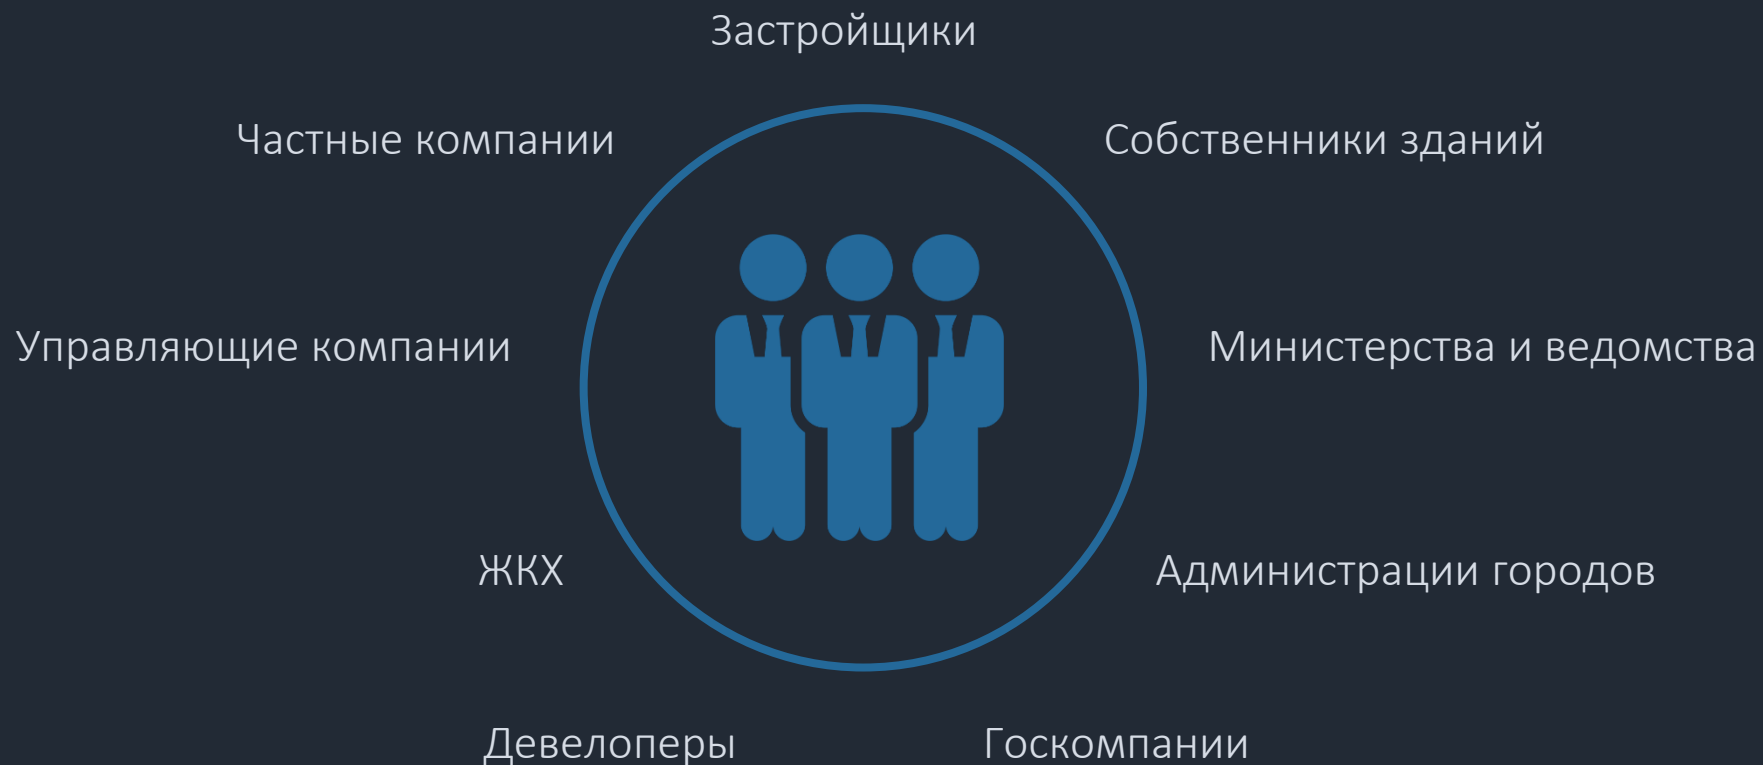 Застройщики
Частные компании
Собственники зданий
Управляющие компании
Министерства и ведомства
ЖКХ
Администрации городов
Девелоперы
Госкомпании